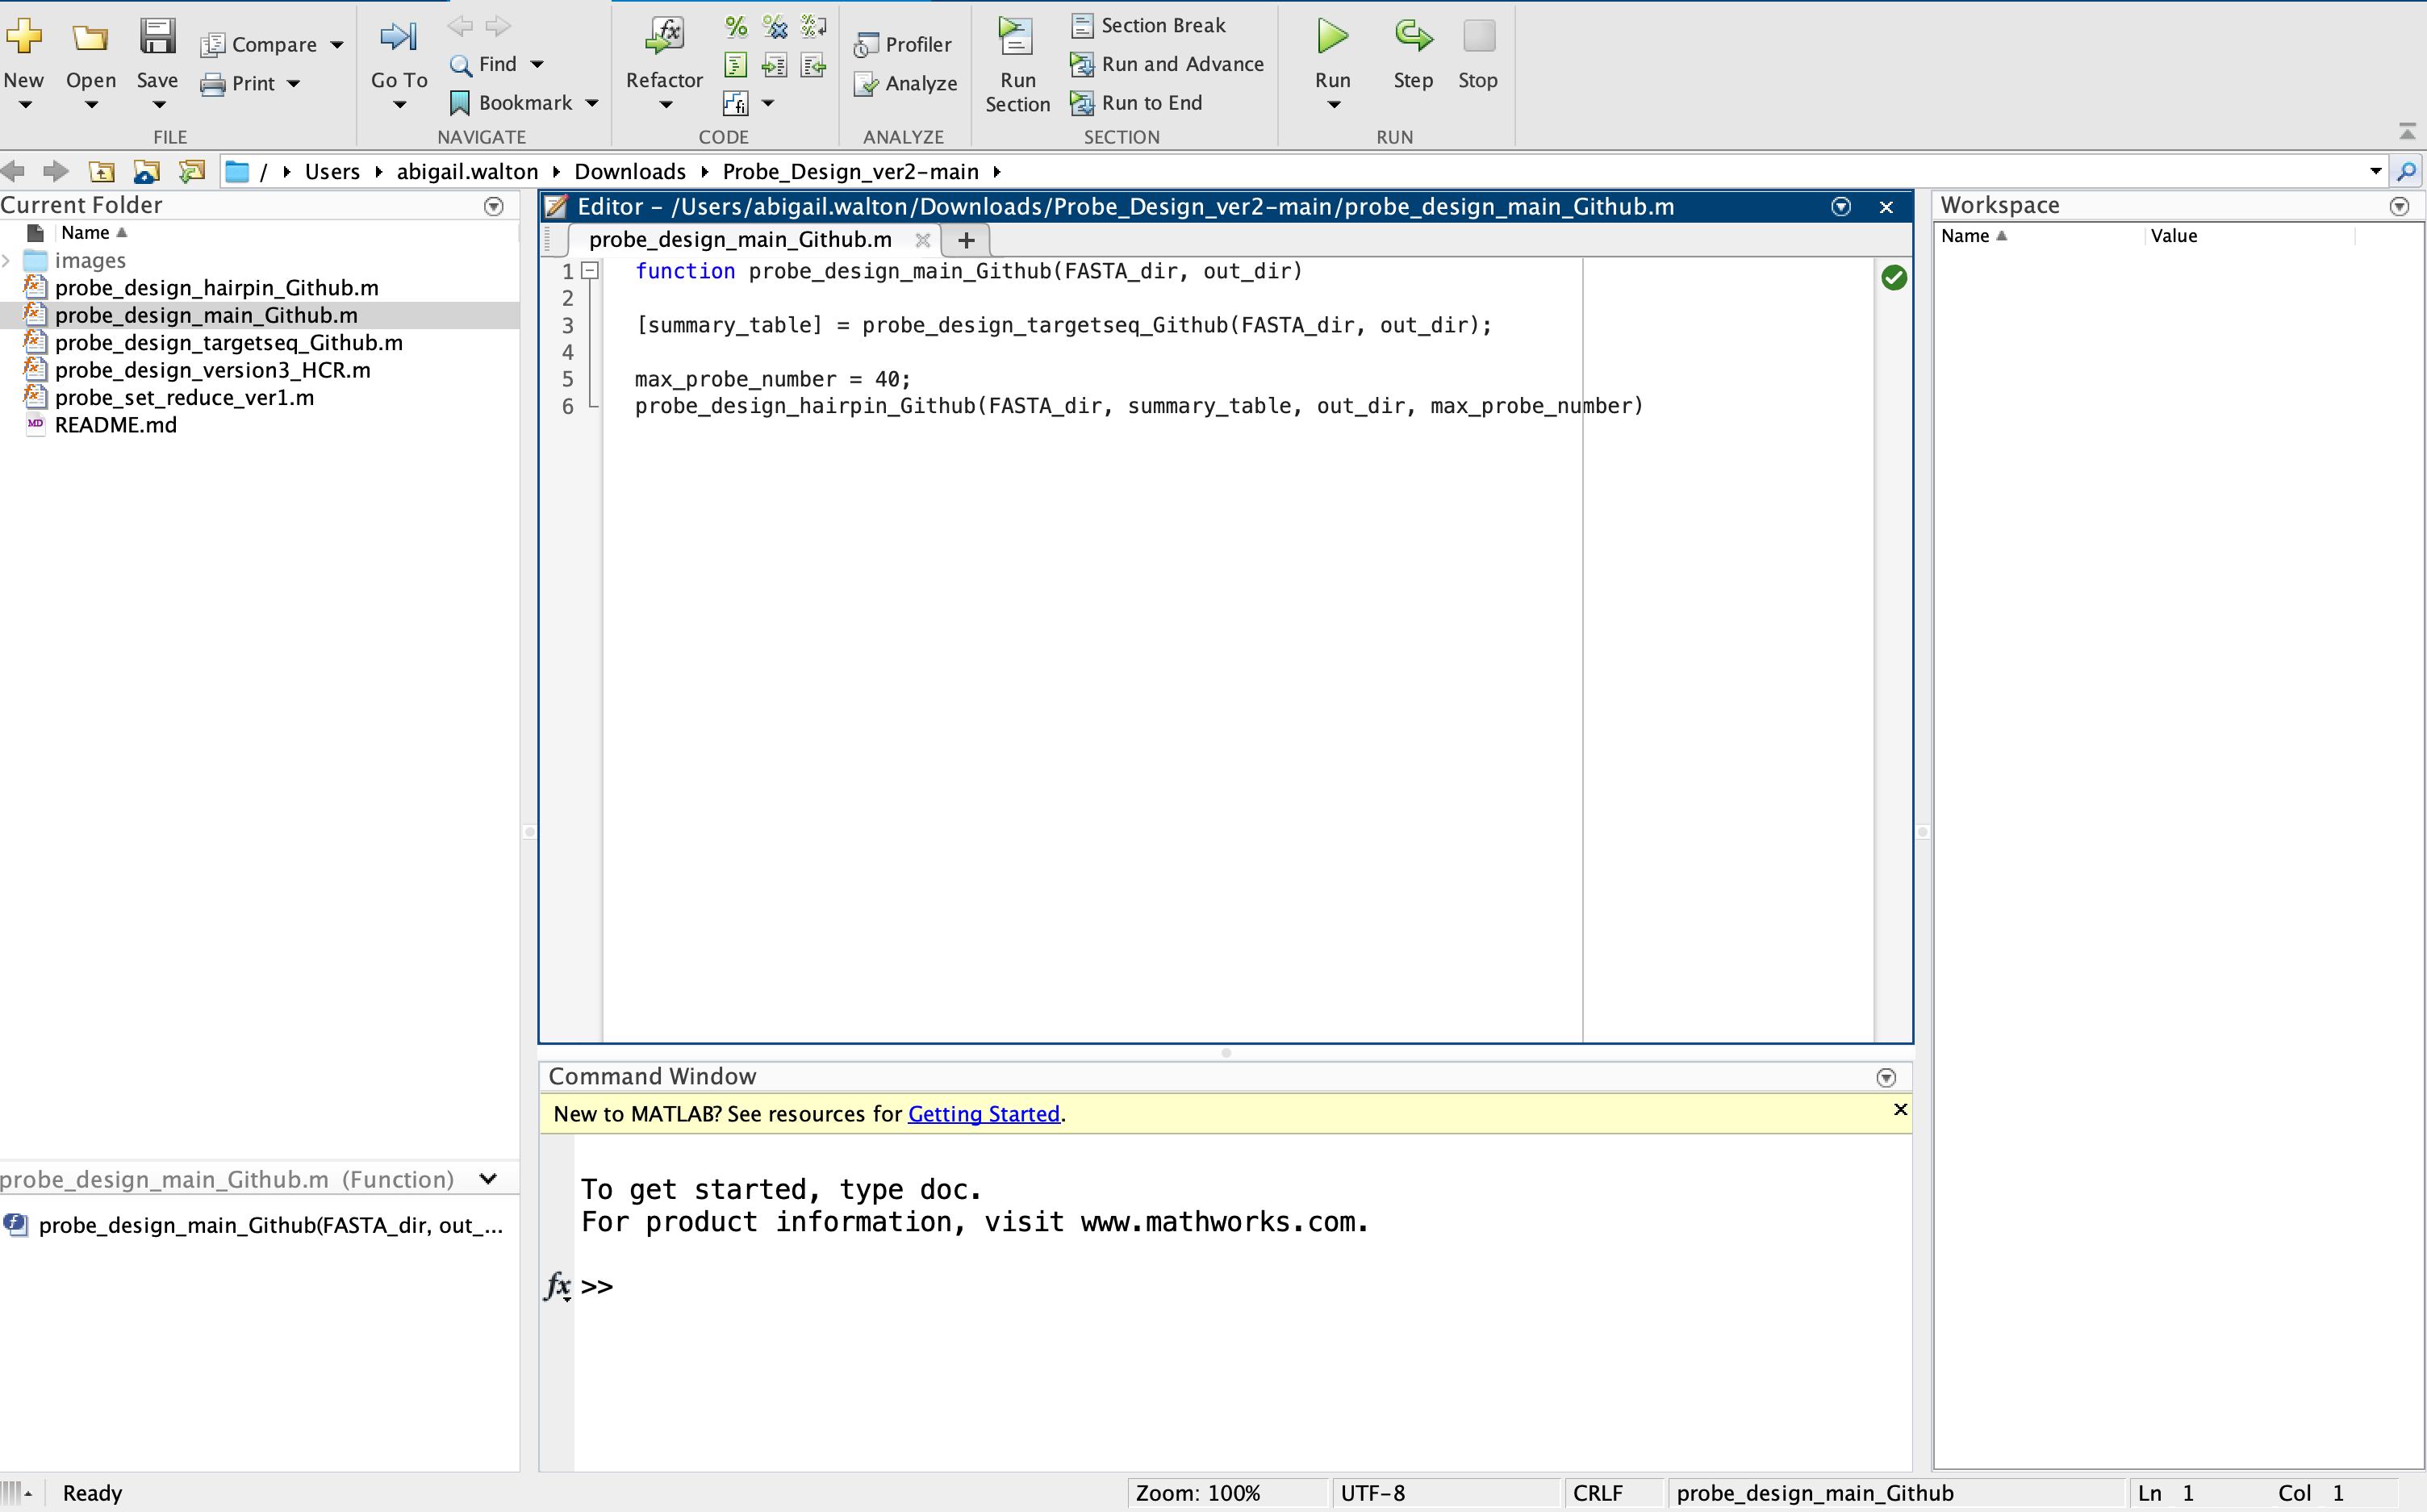 New
Open
Save
Compare
Print
FILE
Go To
Find
Bookmark
NAVIGATE
Refactor
CODE
Profiler
Analyze
ANALYZE
Run
Section
Section Break
Run and Advance
Run to End
SECTION
Run
Step
Stop
RUN
/ Users abigail.walton Downloads Probe_Design_ver2-main
Current Folder
Name
images
probe_design_hairpin_Github.m
probe_design_main_Github.m
probe_design_targetseq_Github.m
probe_design_version3_HCR.m
probe_set_reduce_ver1.m
README.md
probe_design_main_Github.m (Function)
probe_design_main_Github(FASTA_dir, out_...
Editor - /Users/abigail.walton/Downloads/Probe_Design_ver2-main/probe_design_main_Github.m
probe_design_main_Github.m
1 function probe_design_main_Github(FASTA_dir, out_dir)
2
3 [summary_table] = probe_design_targetseq_Github(FASTA_dir, out_dir);
4
5 max_probe_number = 40;
6 probe_design_hairpin_Github(FASTA_dir, summary_table, out_dir, max_probe_number)
Command Window
New to MATLAB? See resources for Getting Started.
To get started, type doc.
For product information, visit www.mathworks.com.
fx >>
Workspace
Name Value
Ready
Zoom: 100% UTF-8 CRLF probe_design_main_Github Ln 1 Col 1